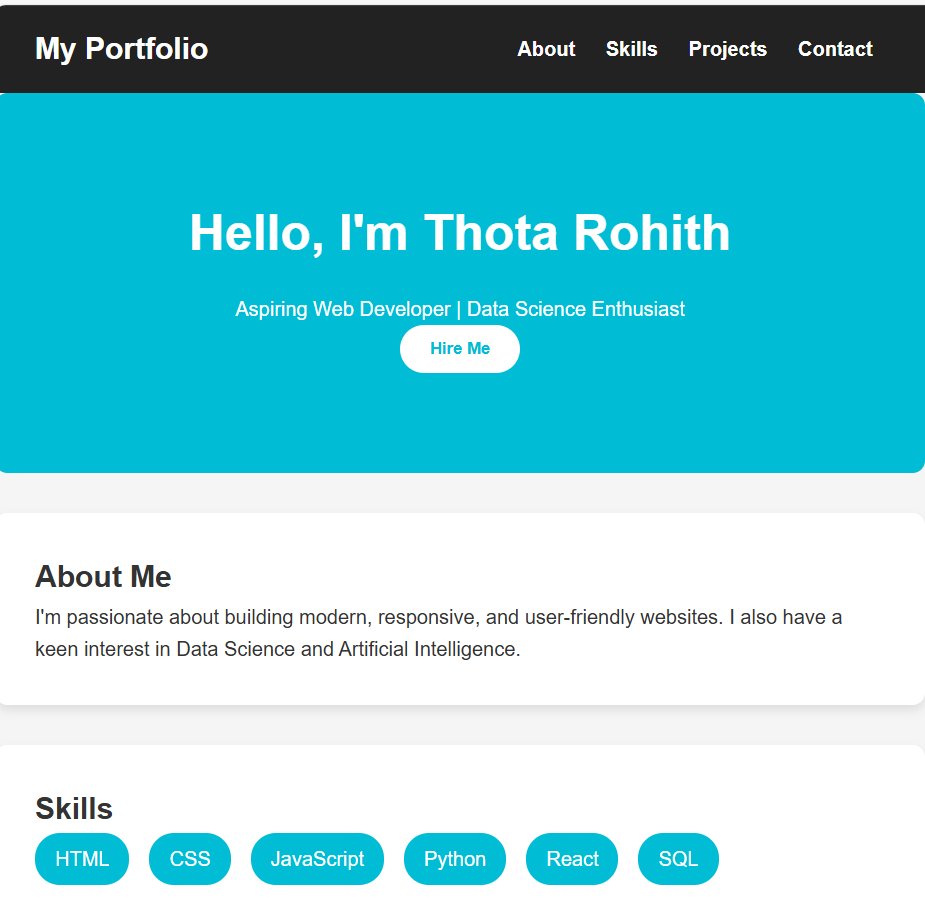 My Portfolio
About Skills Projects Contact
Hello, I'm Thota Rohith
Aspiring Web Developer | Data Science Enthusiast
Hire Me
About Me
I'm passionate about building modern, responsive, and user-friendly websites. I also have a
keen interest in Data Science and Artificial Intelligence.
Skills
HTML CSS JavaScript Python React SQL